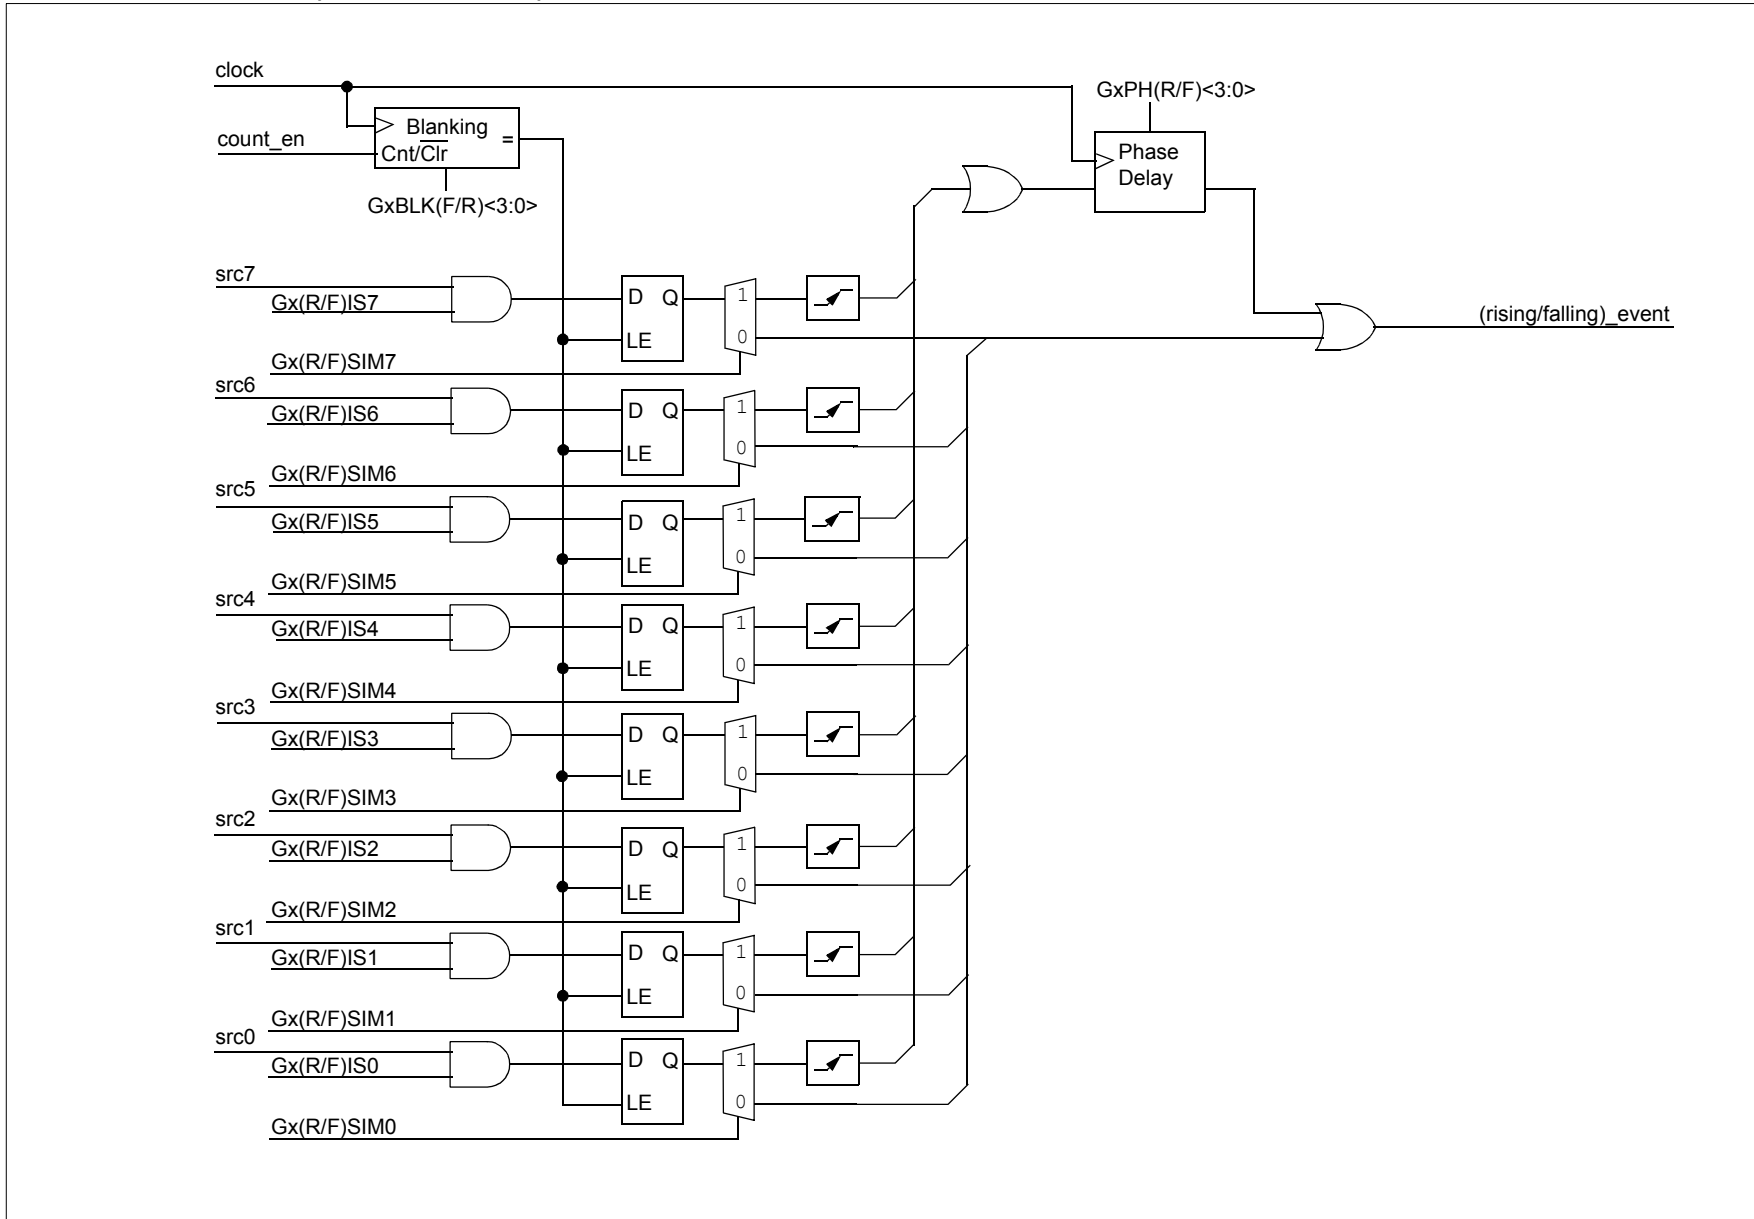 clock
GxPH(R/F)<3:0>
Blanking
=
count_en
Cnt/Clr
Phase
Delay
GxBLK(F/R)<3:0>
src7
Gx(R/F)IS7
D Q
1
LE
0
(rising/falling)_event
Gx(R/F)SIM7
src6
Gx(R/F)IS6
D Q
1
LE
0
Gx(R/F)SIM6
src5
Gx(R/F)IS5
D Q
1
LE
0
Gx(R/F)SIM5
src4
Gx(R/F)IS4
D Q
1
LE
0
Gx(R/F)SIM4
src3
Gx(R/F)IS3
D Q
1
LE
0
Gx(R/F)SIM3
src2
Gx(R/F)IS2
D Q
1
LE
0
Gx(R/F)SIM2
src1
Gx(R/F)IS1
D Q
1
LE
0
Gx(R/F)SIM1
src0
Gx(R/F)IS0
D Q
1
LE
0
Gx(R/F)SIM0